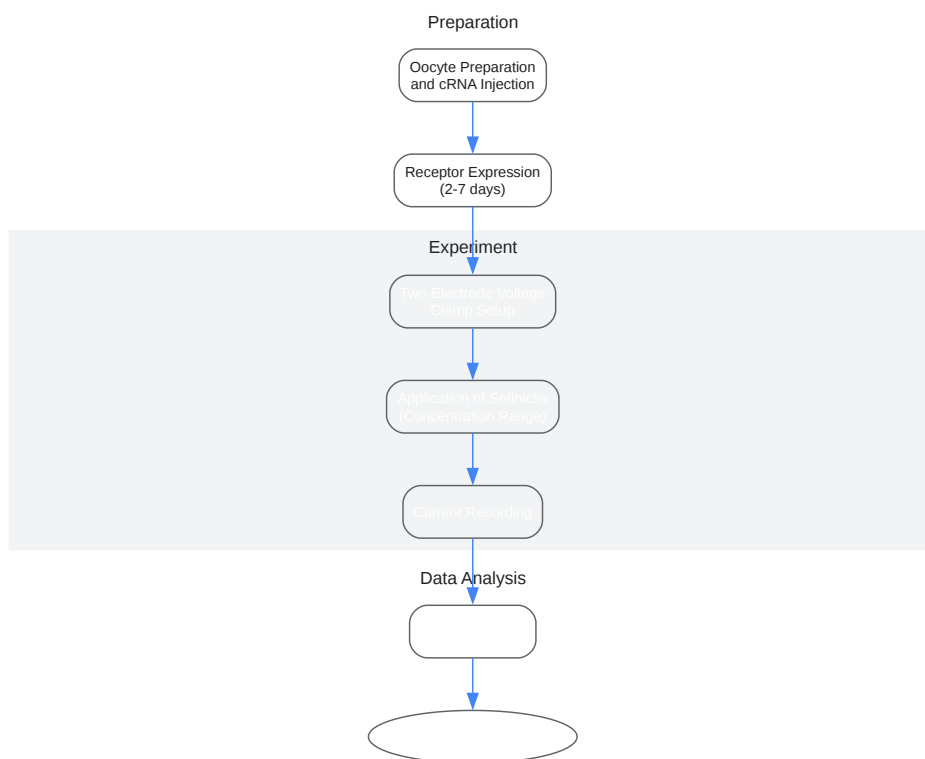 Preparation
Oocyte Preparation
and cRNA Injection
Receptor Expression
(2-7 days)
Experiment
Two-Electrode Voltage
Clamp Setup
Application of Sofiniclin
(Concentration Range)
Current Recording
Data Analysis